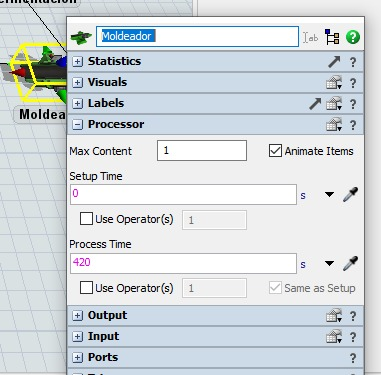 rmentación
Moldeador
Statistics
Visuals
Labels
Moldea
Processor
Max Content 1 Animate Items
Setup Time
0 s
Use Operator(s) 1
Process Time
420 s
Use Operator(s) 1 Same as Setup
Output
Input
Ports